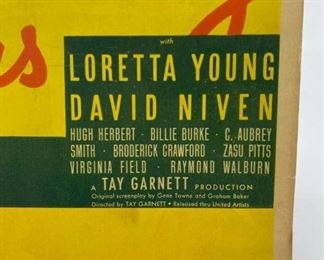 with
LORETTA YOUNG
DAVID NIVEN
HUGH HERBERT · BILLIE BURKE · C. AUBREY
SMITH · BRODERICK CRAWFORD · ZASU PITTS
VIRGINIA FIELD · RAYMOND WALBURN
A TAY GARNETT PRODUCTION
Original screenplay by Gene Towne and Graham Baker
Directed by TAY GARNETT • Released thru United Artists